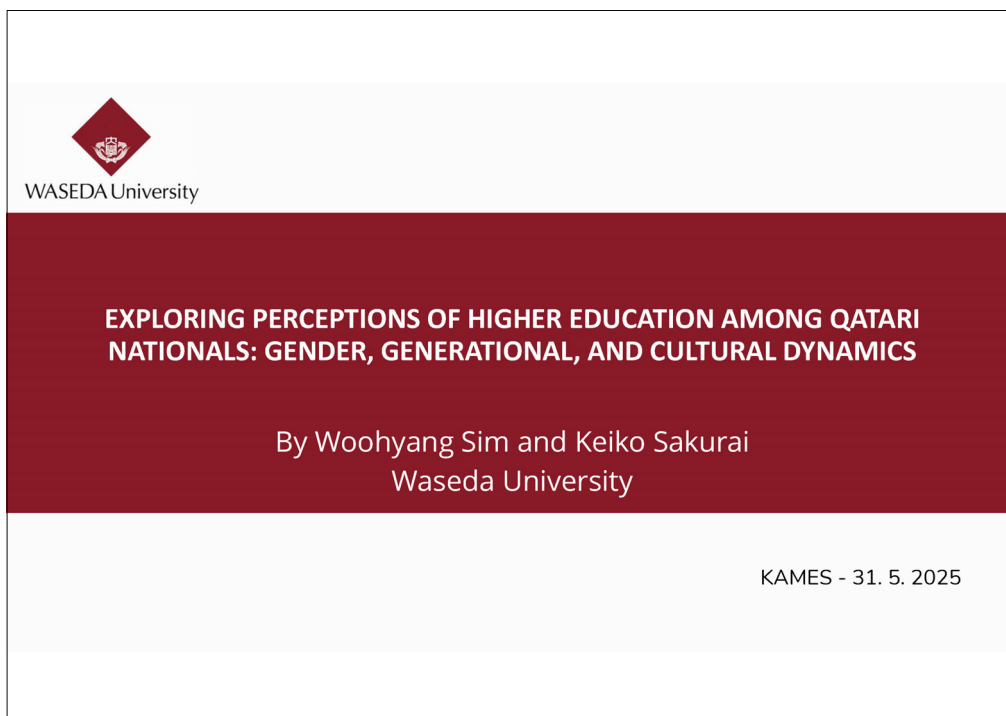 WASEDA University
EXPLORING PERCEPTIONS OF HIGHER EDUCATION AMONG QATARI
NATIONALS: GENDER, GENERATIONAL, AND CULTURAL DYNAMICS
By Woohyang Sim and Keiko Sakurai
Waseda University
KAMES - 31. 5. 2025